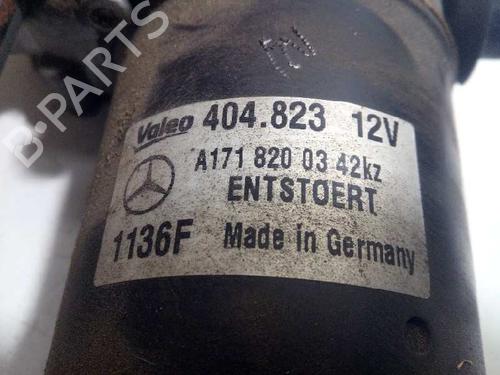 Valeo 404.823 12V
A171 820 03 42kz
ENTSTOERT
1136F Made in Germany
B-PARTS